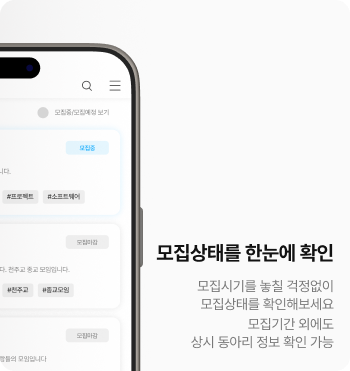 모집중/모집예정 보기
모집중
니다.
#프로젝트 #소프트웨어
모집마감
다. 천주교 종교 모임입니다.
#천주교 #종교모임
모집마감
람들의 모임입니다
모집상태를 한눈에 확인
모집시기를 놓칠 걱정없이
모집상태를 확인해보세요
모집기간 외에도
상시 동아리 정보 확인 가능